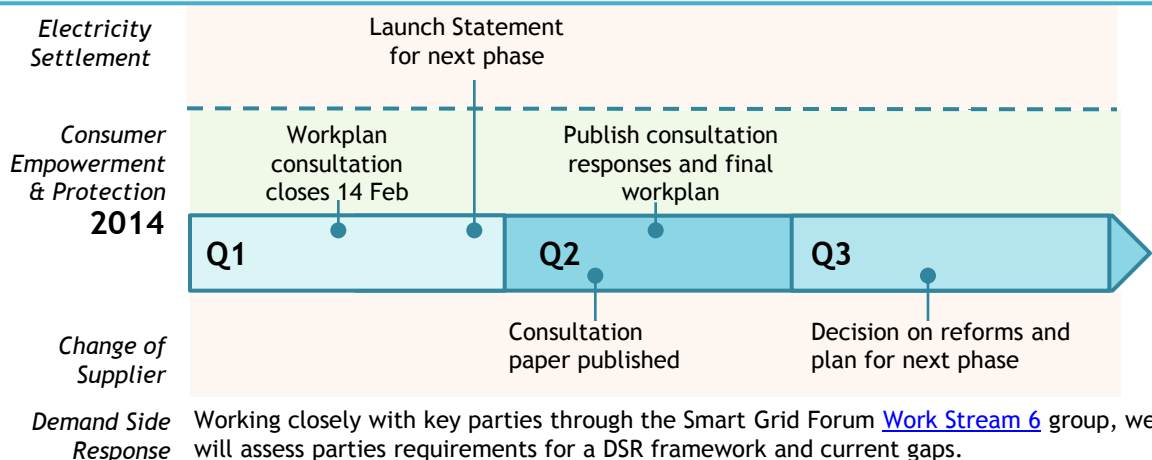 Electricity
Settlement
Launch Statement
for next phase
Consumer
Empowerment
& Protection
Workplan
consultation
closes 14 Feb
Publish consultation
responses and final
workplan
2014
Q1
Q2
Q3
Change of
Supplier
Consultation
paper published
Decision on reforms and
plan for next phase
Demand Side
Response
Working closely with key parties through the Smart Grid Forum Work Stream 6 group, we
will assess parties requirements for a DSR framework and current gaps.